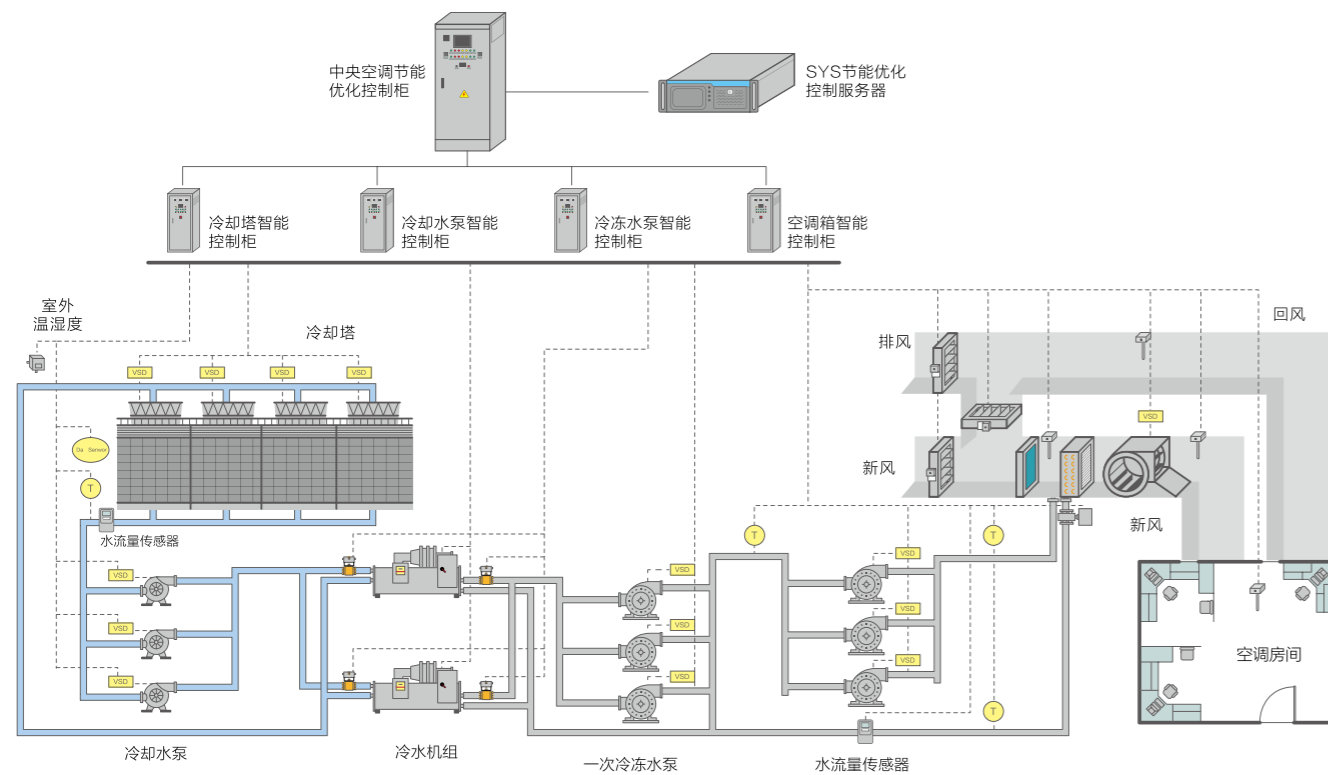 中央空调节能
优化控制柜
SYS节能优化
控制服务器
冷却塔智能
控制柜
冷却水泵智能
控制柜
冷冻水泵智能
控制柜
空调箱智能
控制柜
室外
温湿度
冷却塔
回风
排风
VSD
VSD
VSD
VSD
VSD
Da Senwor
新风
T
新风
水流量传感器
T
T
VSD
VSD
VSD
VSD
VSD
VSD
空调房间
VSD
VSD
VSD
T
冷却水泵
冷水机组
一次冷冻水泵
水流量传感器